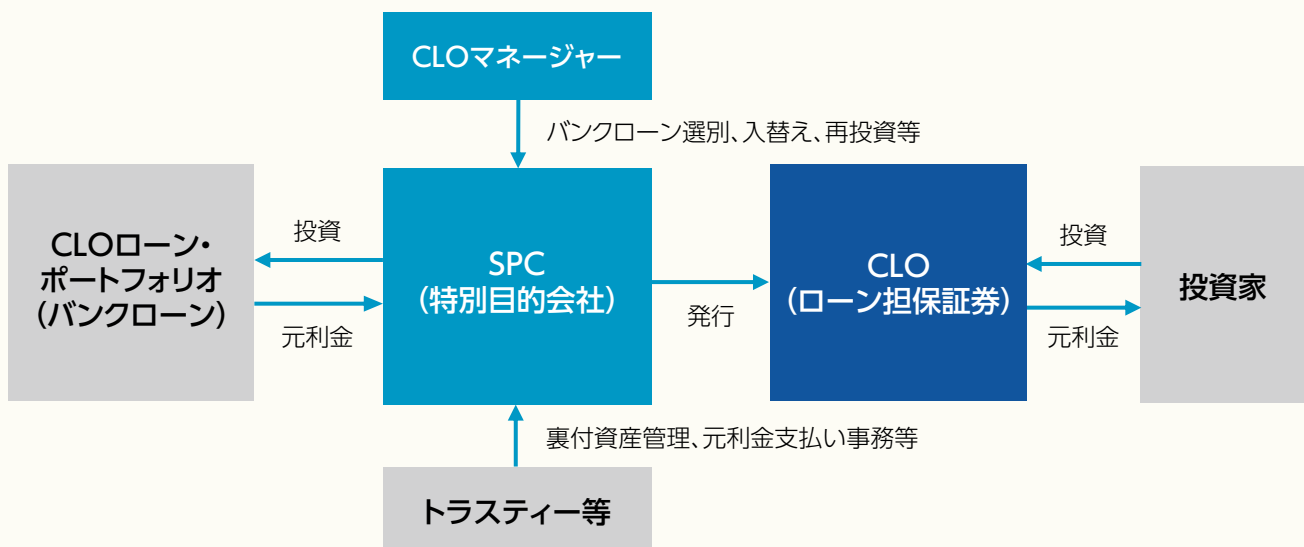 CLOマネージャー
バンクローン選別、入替え、再投資等
CLOローン・
ポートフォリオ
(バンクローン)
投資
元利金
SPC
(特別目的会社)
発行
CLO
(ローン担保証券)
投資
元利金
投資家
裏付資産管理、元利金支払い事務等
トラスティー等